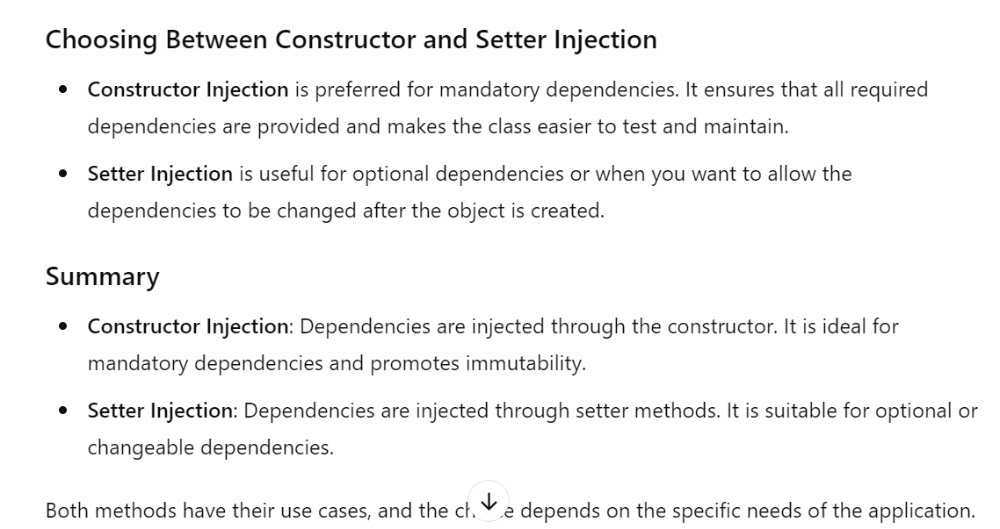 Choosing Between Constructor and Setter Injection
Constructor Injection is preferred for mandatory dependencies. It ensures that all required
dependencies are provided and makes the class easier to test and maintain.
Setter Injection is useful for optional dependencies or when you want to allow the
dependencies to be changed after the object is created.
Summary
Constructor Injection: Dependencies are injected through the constructor. It is ideal for
mandatory dependencies and promotes immutability.
Setter Injection: Dependencies are injected through setter methods. It is suitable for optional or
changeable dependencies.
Both methods have their use cases, and the depends on the specific needs of the application.